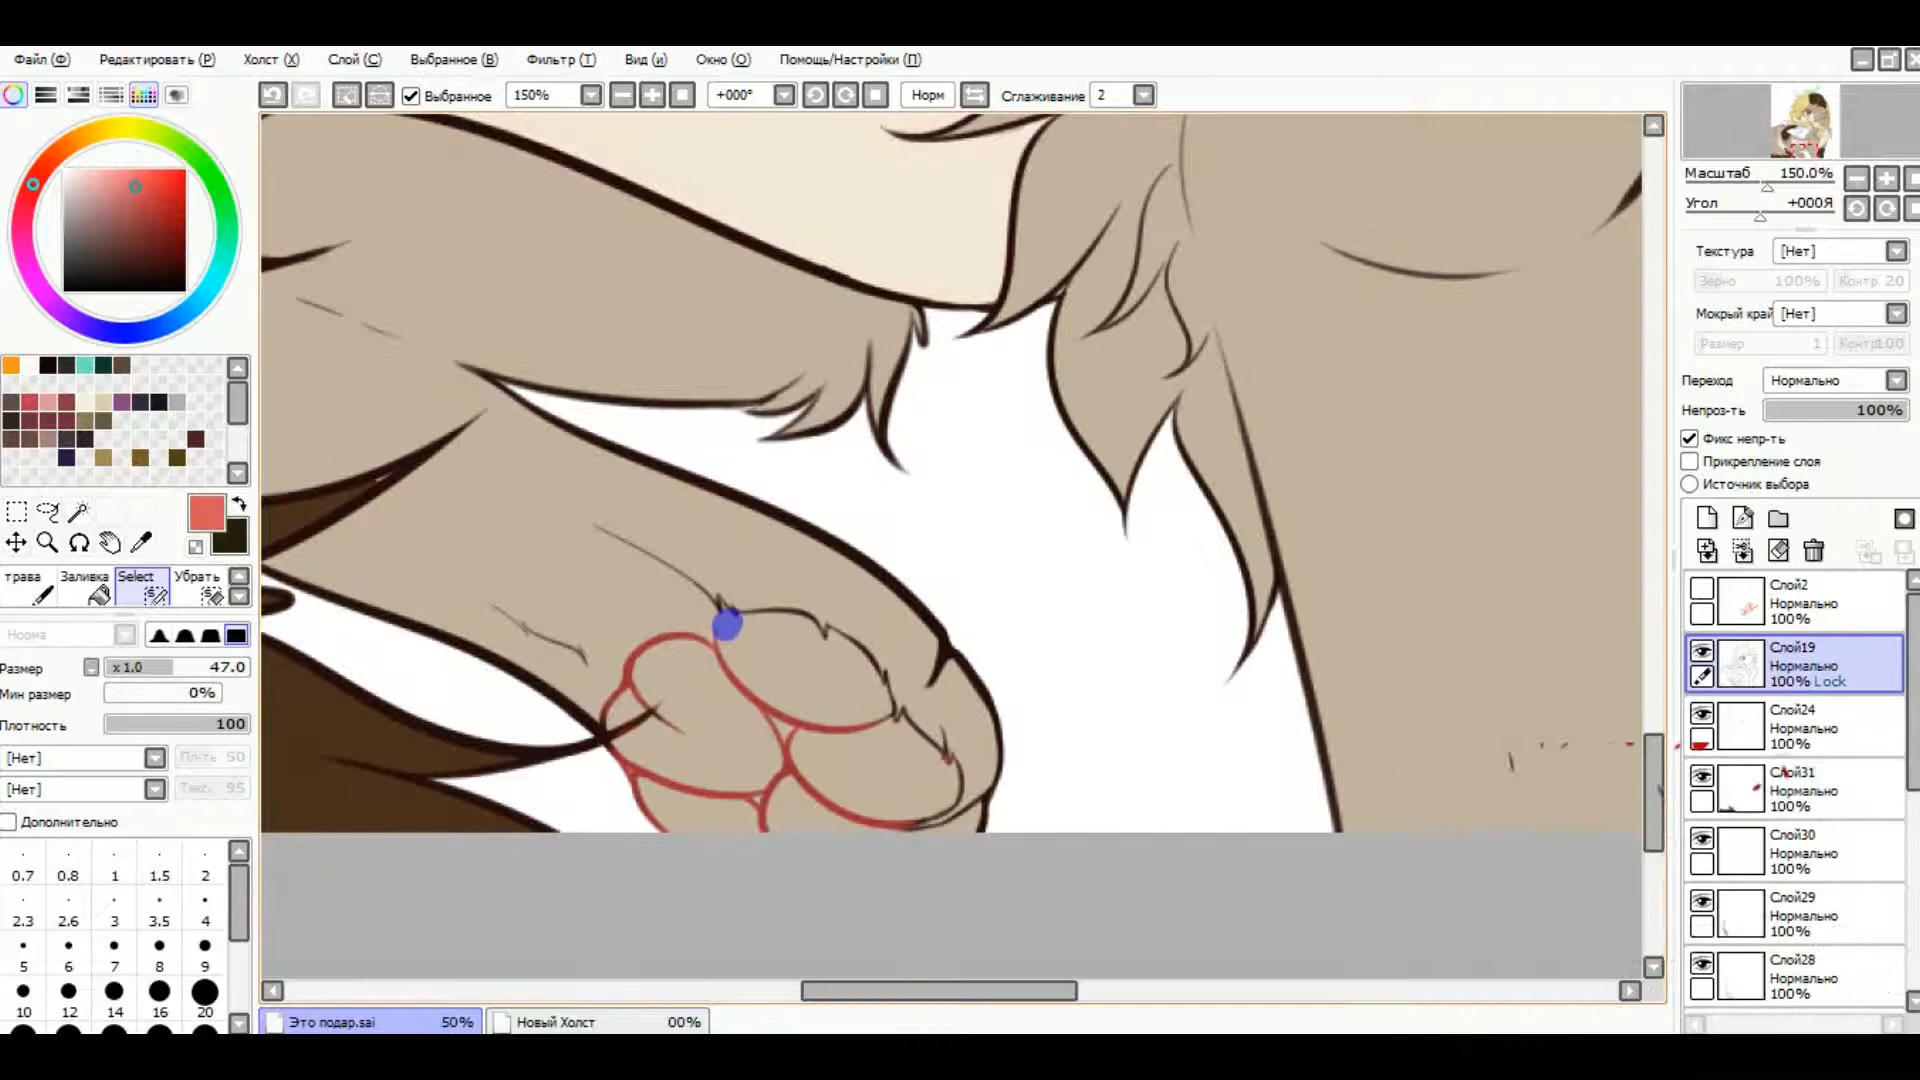 Файл (Ф) Редактировать (Р) Холст (Х) Слой (С) Выбранное (В) Фильтр (Т) Вид (и) Окно (О) Помощь/Настройки (П)
Выбранное 150% +000° Норм Сглаживание 2
Масштаб 150.0%
Угол +000Я
Текстура [Нет]
Зерно 100% Контр 20
Мокрый край [Нет]
Размер 1 Контр100
Переход Нормально
Непроз-ть 100%
Фикс непр-ть
Прикрепление слоя
Источник выбора
трава Заливка Select Убрать
Норма
Размер x 1.0 47.0
Мин размер 0%
Плотность 100
[Нет] Пл-ть 50
[Нет] Текс. 95
Дополнительно
0.7 0.8 1 1.5 2
2.3 2.6 3 3.5 4
5 6 7 8 9
10 12 14 16 20
Слой2
Нормально
100%
Слой19
Нормально
100% Lock
Слой24
Нормально
100%
Слой31
Нормально
100%
Слой30
Нормально
100%
Слой29
Нормально
100%
Слой28
Нормально
100%
Это подар.sai 50% Новый Холст 00%